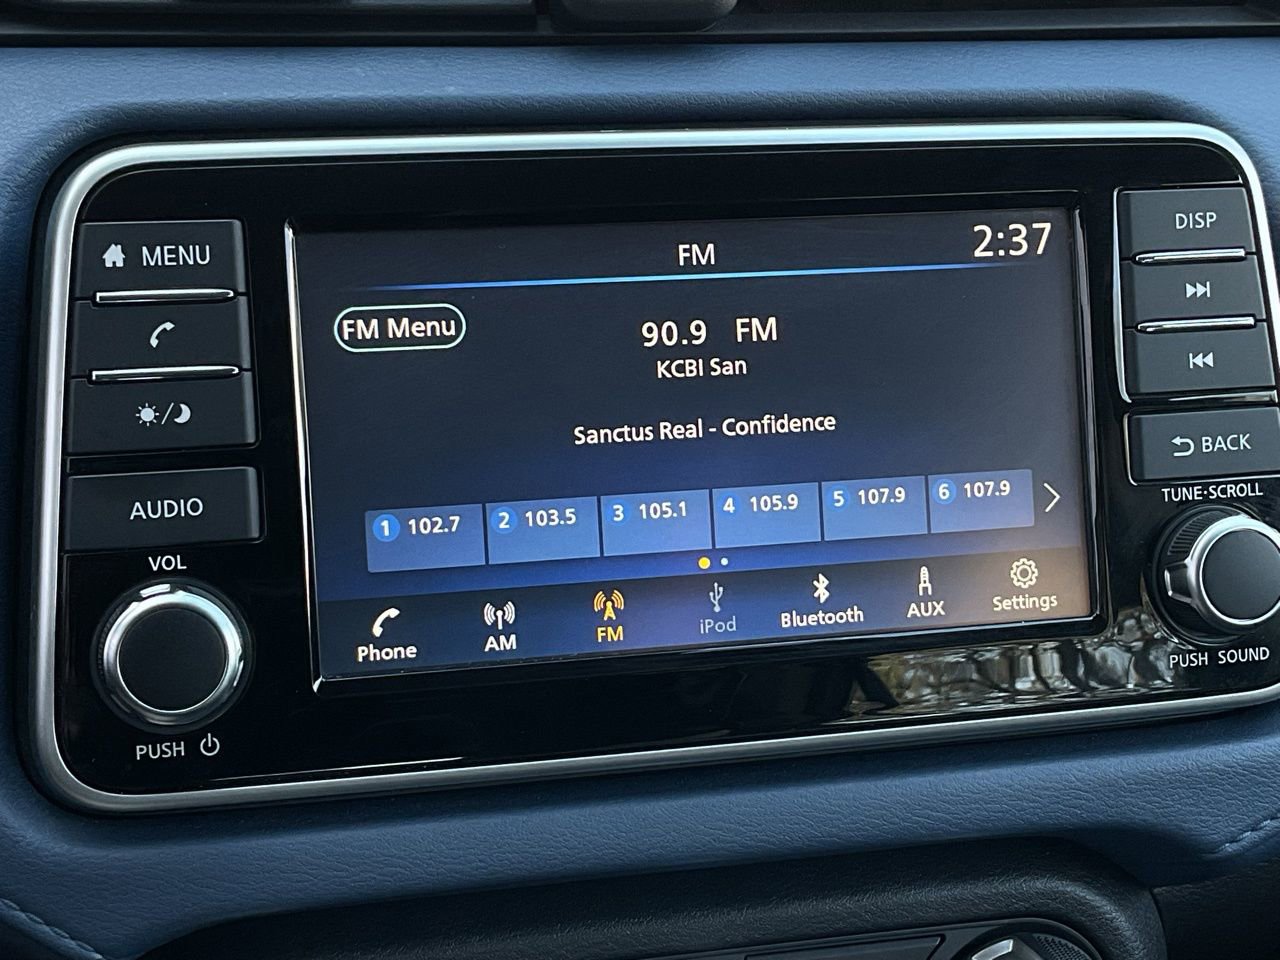 MENU
AUDIO
VOL
PUSH
FM
2:37
FM Menu
90.9 FM
KCBI San
Sanctus Real - Confidence
1 102.7
2 103.5
3 105.1
4 105.9
5 107.9
6 107.9
Phone
AM
FM
iPod
Bluetooth
AUX
Settings
DISP
BACK
TUNE·SCROLL
PUSH SOUND